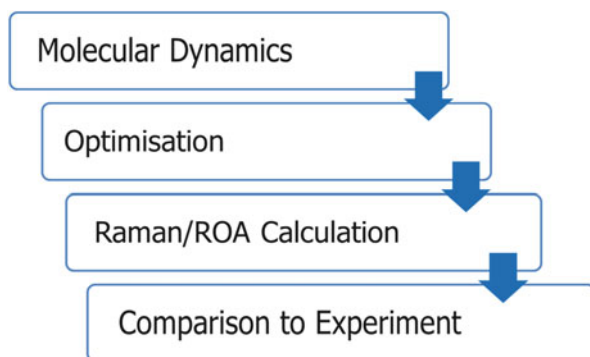 Molecular Dynamics
Optimisation
Raman/ROA Calculation
Comparison to Experiment